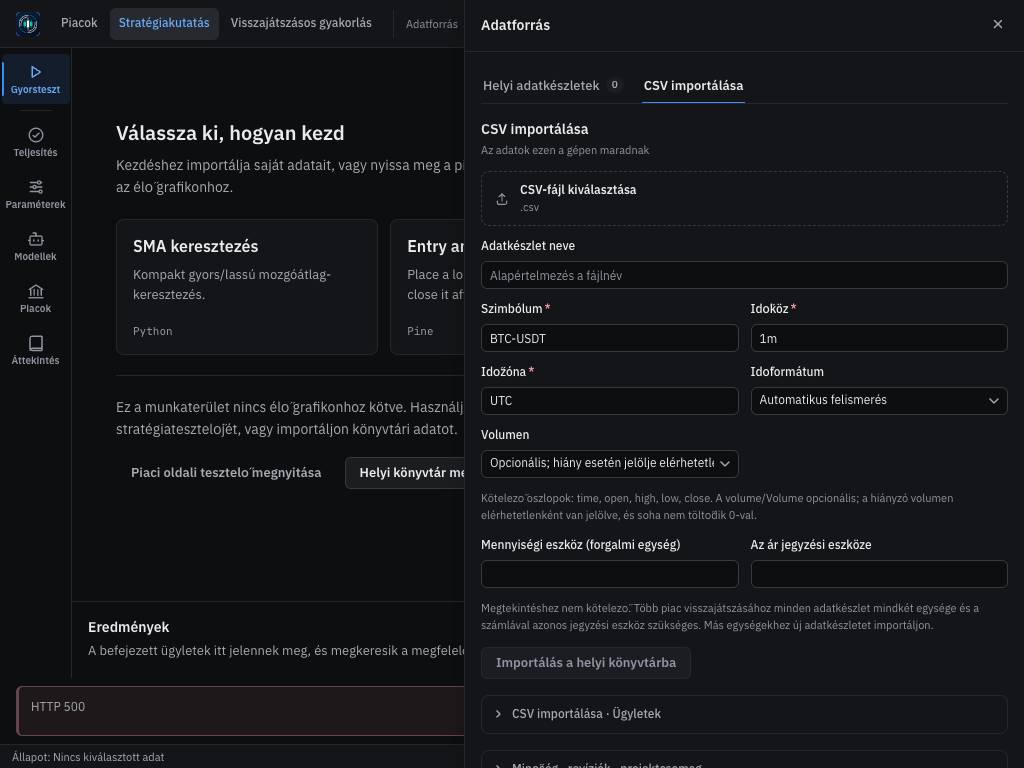 Piacok
Stratégiakutatás
Visszajátszásos gyakorlás
Adatforrás
Gyorsteszt
Teljesítés
Paraméterek
Modellek
Piacok
Áttekintés
Válassza ki, hogyan kezd
Kezdéshez importálja saját adatait, vagy nyissa meg a
az élő grafikonhoz.
SMA keresztezés
Kompakt gyors/lassú mozgóátlag-
keresztezés.
Python
Entry
Place a
close it
Pine
Ez a munkaterület nincs élő grafikonhoz kötve.
stratégiatesztelőjét, vagy importáljon könyvtári adatot.
Piaci oldali tesztelő megnyitása
Helyi könyvtár
Eredmények
A befejezett ügyletek itt jelennek meg, és megkeresik a
HTTP 500
Állapot: Nincs kiválasztott adat
Adatforrás
Helyi adatkészletek 0
CSV importálása
CSV importálása
Az adatok ezen a gépen maradnak
CSV-fájl kiválasztása
.csv
Adatkészlet neve
Alapértelmezés a fájlnév
Szimbólum *
Időköz *
BTC-USDT
1m
Időzóna *
Időformátum
UTC
Automatikus felismerés
Volumen
Opcionális; hiány esetén jelölje
Kötelező oszlopok: time, open, high, low, close. A volume/Volume opcionális; a hiányzó volumen
elérhetetlenként van jelölve, és soha nem töltődik 0-val.
Mennyiségi eszköz (forgalmi egység)
Az ár jegyzési eszköze
Megtekintéshez nem kötelező. Több piac visszajátszásához minden adatkészlet mindkét egysége és a
számlával azonos jegyzési eszköz szükséges. Más egységekhez új adatkészletet importáljon.
Importálás a helyi könyvtárba
CSV importálása · Ügyletek